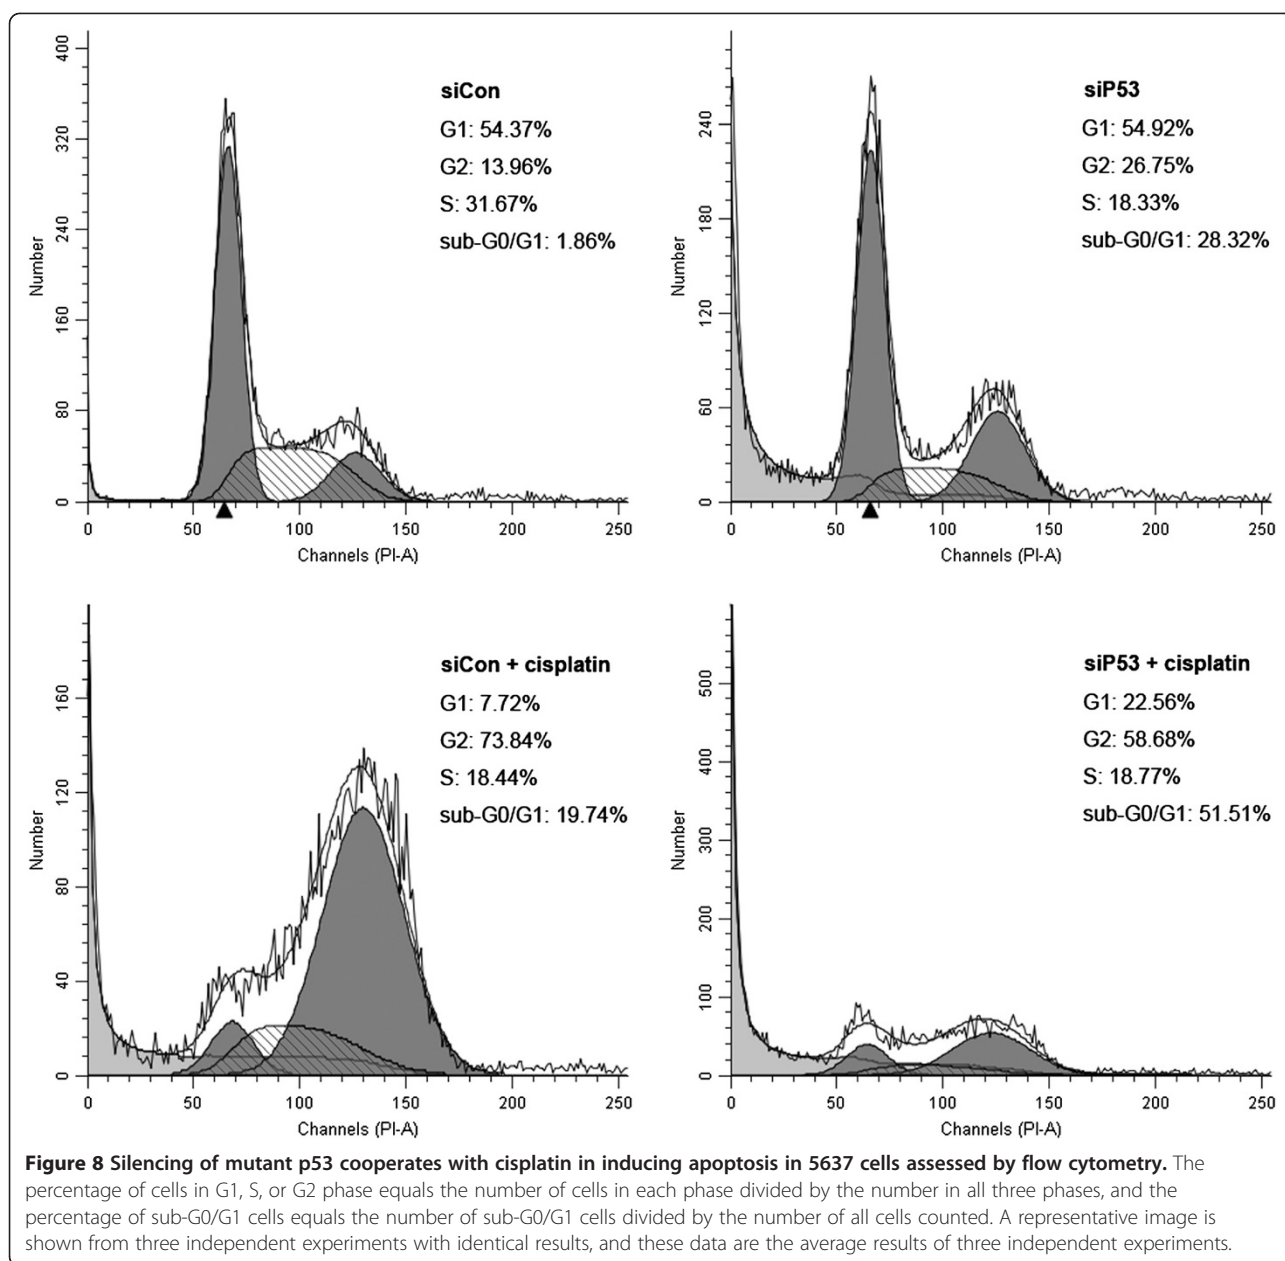 400
320
240
160
80
0
Number
0 50 100 150 200 250
Channels (PI-A)
siCon
G1: 54.37%
G2: 13.96%
S: 31.67%
sub-G0/G1: 1.86%
240
180
120
60
0
Number
0 50 100 150 200 250
Channels (PI-A)
siP53
G1: 54.92%
G2: 26.75%
S: 18.33%
sub-G0/G1: 28.32%
160
120
80
40
0
Number
0 50 100 150 200 250
Channels (PI-A)
siCon + cisplatin
G1: 7.72%
G2: 73.84%
S: 18.44%
sub-G0/G1: 19.74%
500
400
300
200
100
0
Number
0 50 100 150 200 250
Channels (PI-A)
siP53 + cisplatin
G1: 22.56%
G2: 58.68%
S: 18.77%
sub-G0/G1: 51.51%
Figure 8 Silencing of mutant p53 cooperates with cisplatin in inducing apoptosis in 5637 cells assessed by flow cytometry. The
percentage of cells in G1, S, or G2 phase equals the number of cells in each phase divided by the number in all three phases, and the
percentage of sub-G0/G1 cells equals the number of sub-G0/G1 cells divided by the number of all cells counted. A representative image is
shown from three independent experiments with identical results, and these data are the average results of three independent experiments.